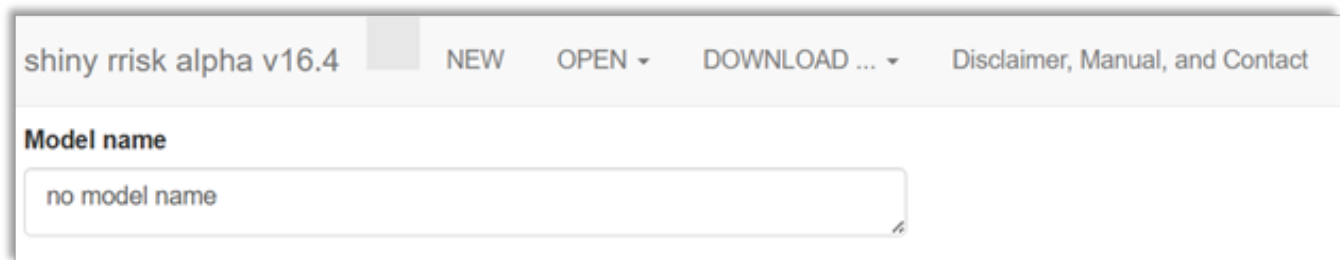 shiny rrisk alpha v16.4 NEW OPEN DOWNLOAD ... Disclaimer, Manual, and Contact
Model name
no model name